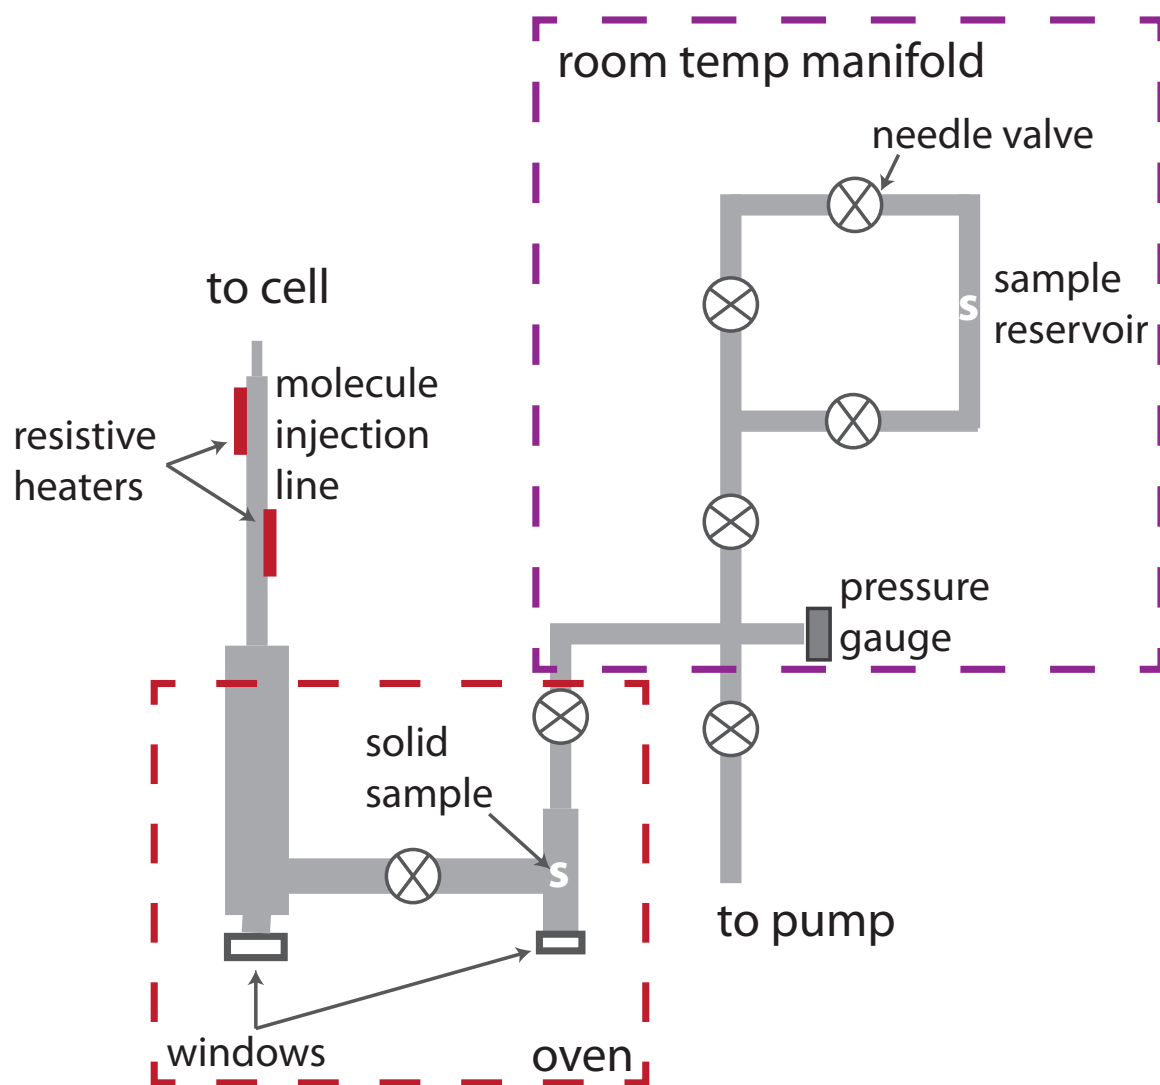 room temp manifold
needle valve
sample
reservoir
S
to cell
molecule
injection
line
resistive
heaters
pressure
gauge
solid
sample
S
to pump
windows
oven